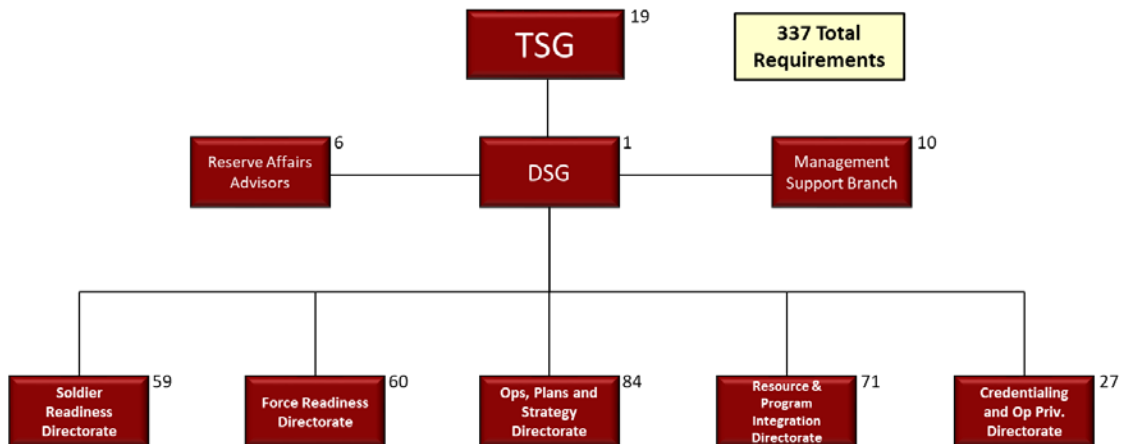 19
TSG
337 Total
Requirements
6
Reserve Affairs
Advisors
1
DSG
10
Management
Support Branch
59
Soldier
Readiness
Directorate
60
Force Readiness
Directorate
84
Ops, Plans and
Strategy
Directorate
71
Resource &
Program
Integration
Directorate
27
Credentialing
and Op Priv.
Directorate